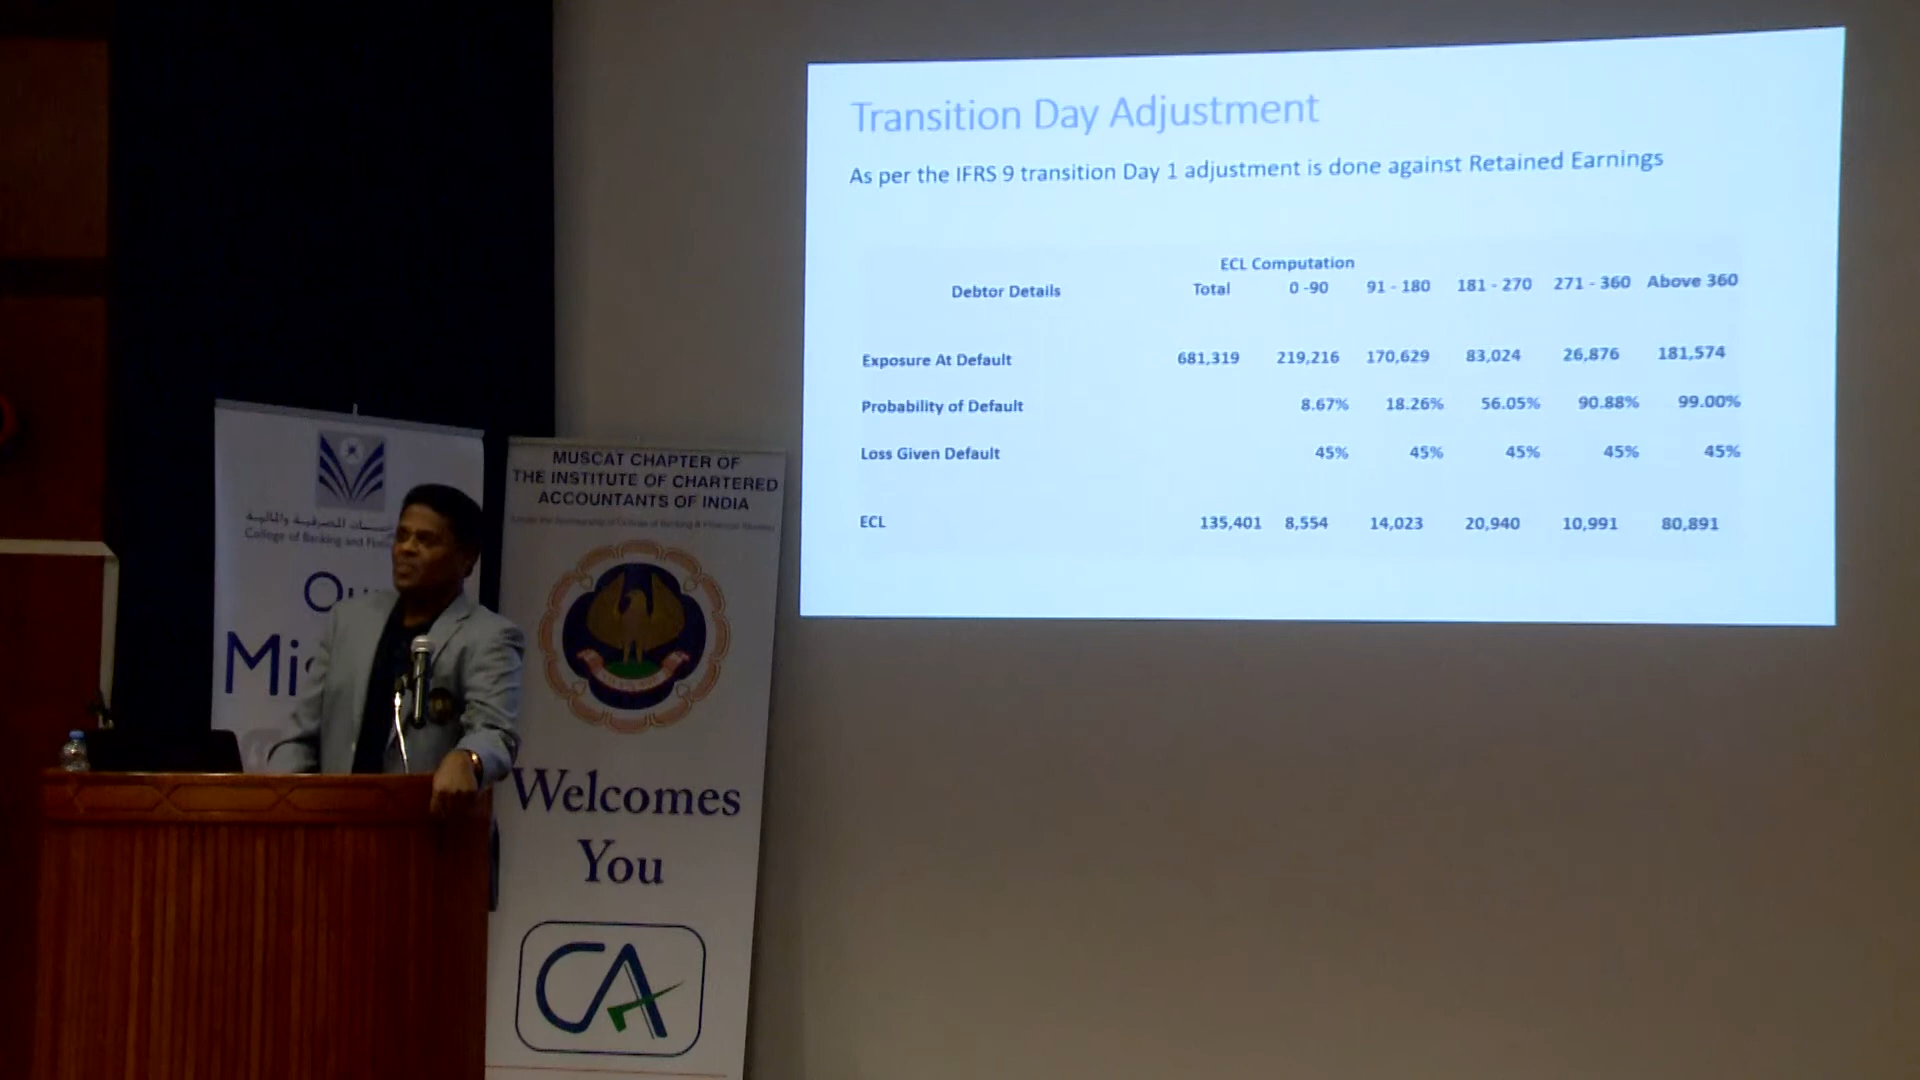 Transition Day Adjustment
As per the IFRS 9 transition Day 1 adjustment is done against Retained Earnings
ECL Computation
Debtor Details Total 0 -90 91 - 180 181 - 270 271 - 360 Above 360
Exposure At Default 681,319 219,216 170,629 83,024 26,876 181,574
Probability of Default 8.67% 18.26% 56.05% 90.88% 99.00%
Loss Given Default 45% 45% 45% 45% 45%
ECL 135,401 8,554 14,023 20,940 10,991 80,891
College of Banking and
MUSCAT CHAPTER OF
THE INSTITUTE OF CHARTERED
ACCOUNTANTS OF INDIA
Welcomes
You
CA